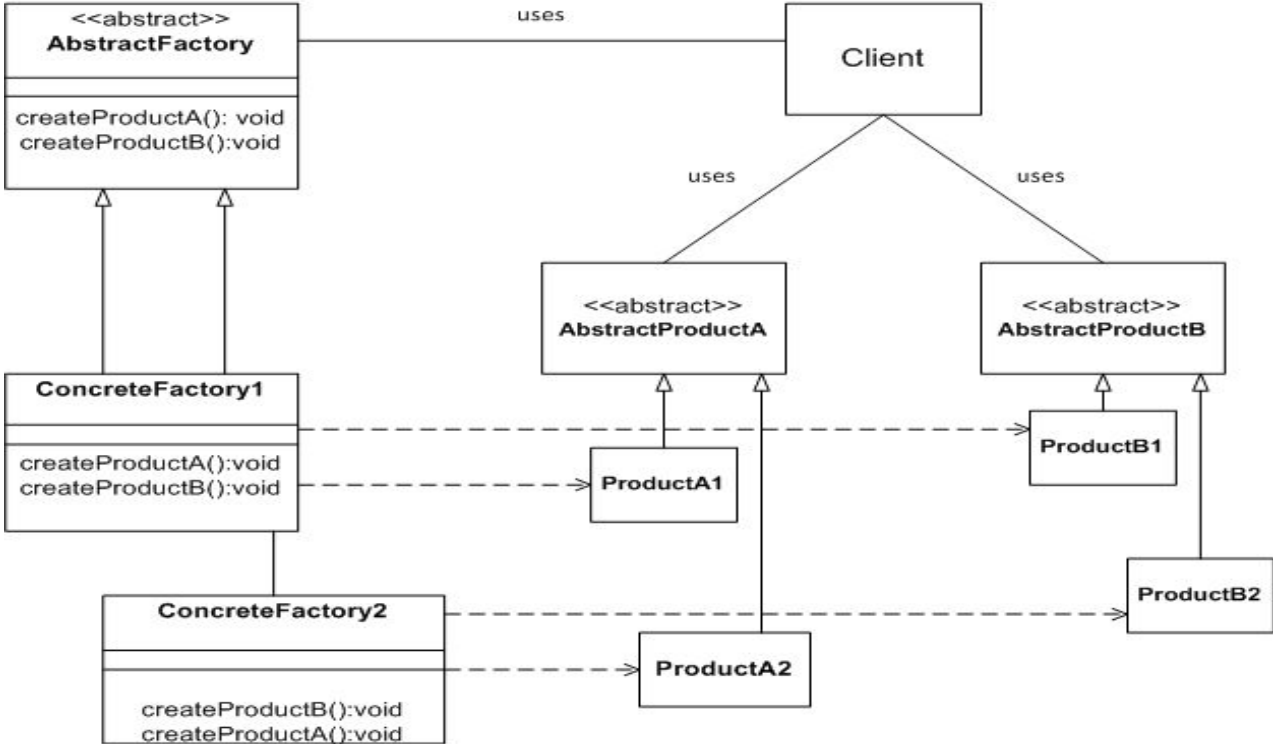 <<abstract>>
AbstractFactory
createProductA(): void
createProductB():void
uses
Client
uses
uses
<<abstract>>
AbstractProductA
<<abstract>>
AbstractProductB
ConcreteFactory1
createProductA():void
createProductB():void
ProductA1
ProductB1
ConcreteFactory2
createProductB():void
createProductA():void
ProductA2
ProductB2